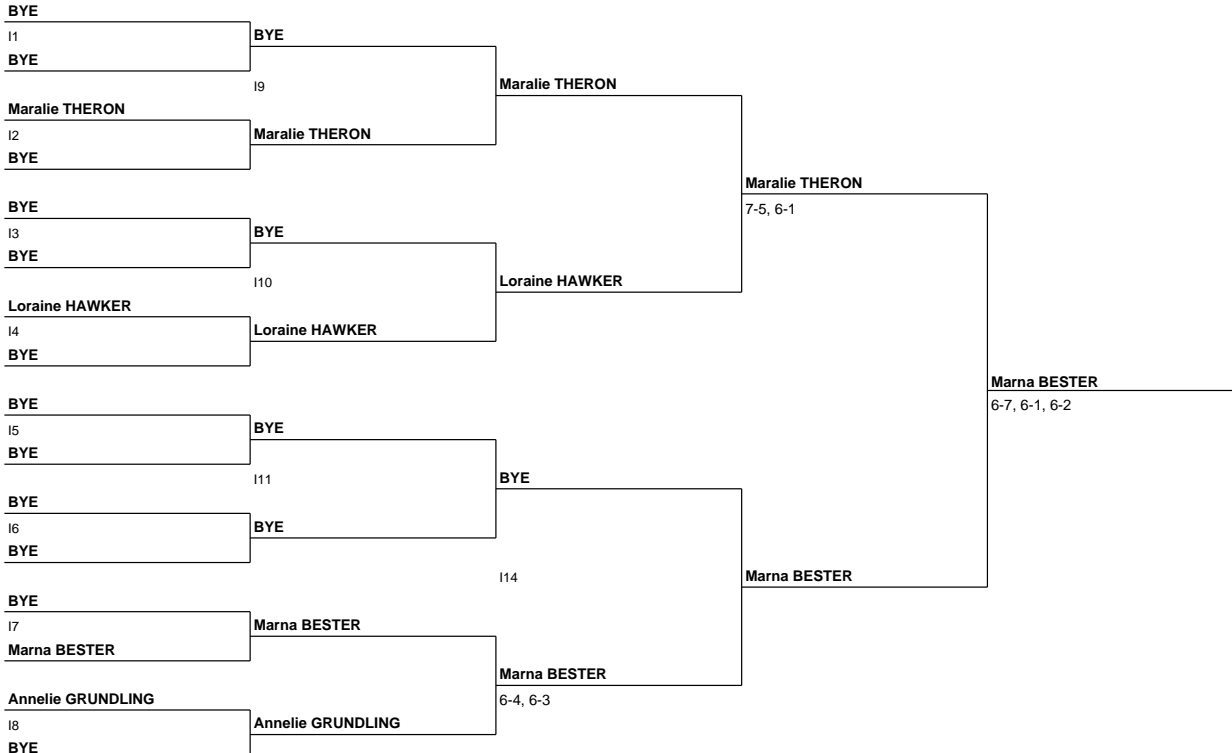 BYE
I1
BYE
BYE
I9
Maralie THERON
Maralie THERON
I2
Maralie THERON
BYE
Maralie THERON
7-5, 6-1
BYE
I3
BYE
BYE
I10
Loraine HAWKER
Loraine HAWKER
I4
Loraine HAWKER
BYE
Marna BESTER
6-7, 6-1, 6-2
BYE
I5
BYE
BYE
I11
BYE
BYE
I6
BYE
BYE
I14
Marna BESTER
BYE
I7
Marna BESTER
Marna BESTER
Marna BESTER
6-4, 6-3
Annelie GRUNDLING
I8
Annelie GRUNDLING
BYE